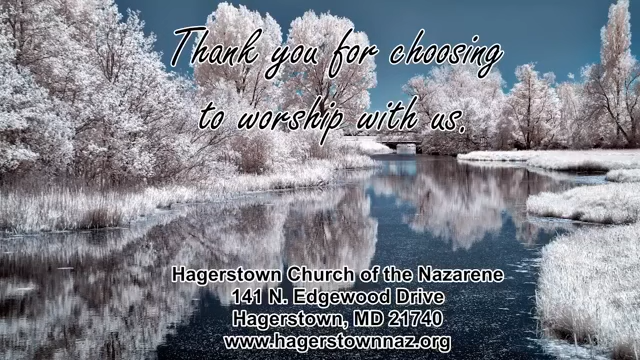 Thank you for choosing
to worship with us.
Hagerstown Church of the Nazarene
141 N. Edgewood Drive
Hagerstown, MD 21740
www.hagerstownnaz.org